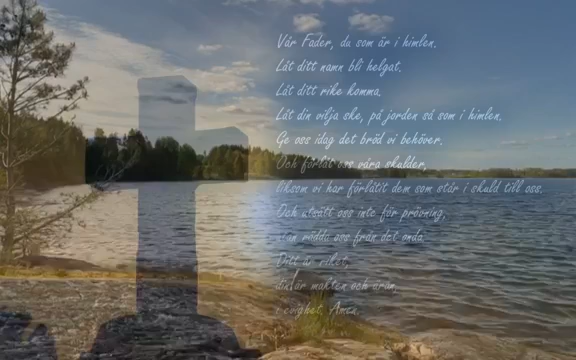 Vår Fader, du som är i himlen.
Låt ditt namn bli helgat.
Låt ditt rike komma.
Låt din vilja ske, på jorden så som i himlen.
Ge oss idag det bröd vi behöver.
Och förlåt oss våra skulder,
liksom vi har förlåtit dem som står i skuld till oss.
Och utsätt oss inte för prövning,
utan rädda oss från det onda.
Ditt är riket,
din är makten och äran,
i evighet. Amen.